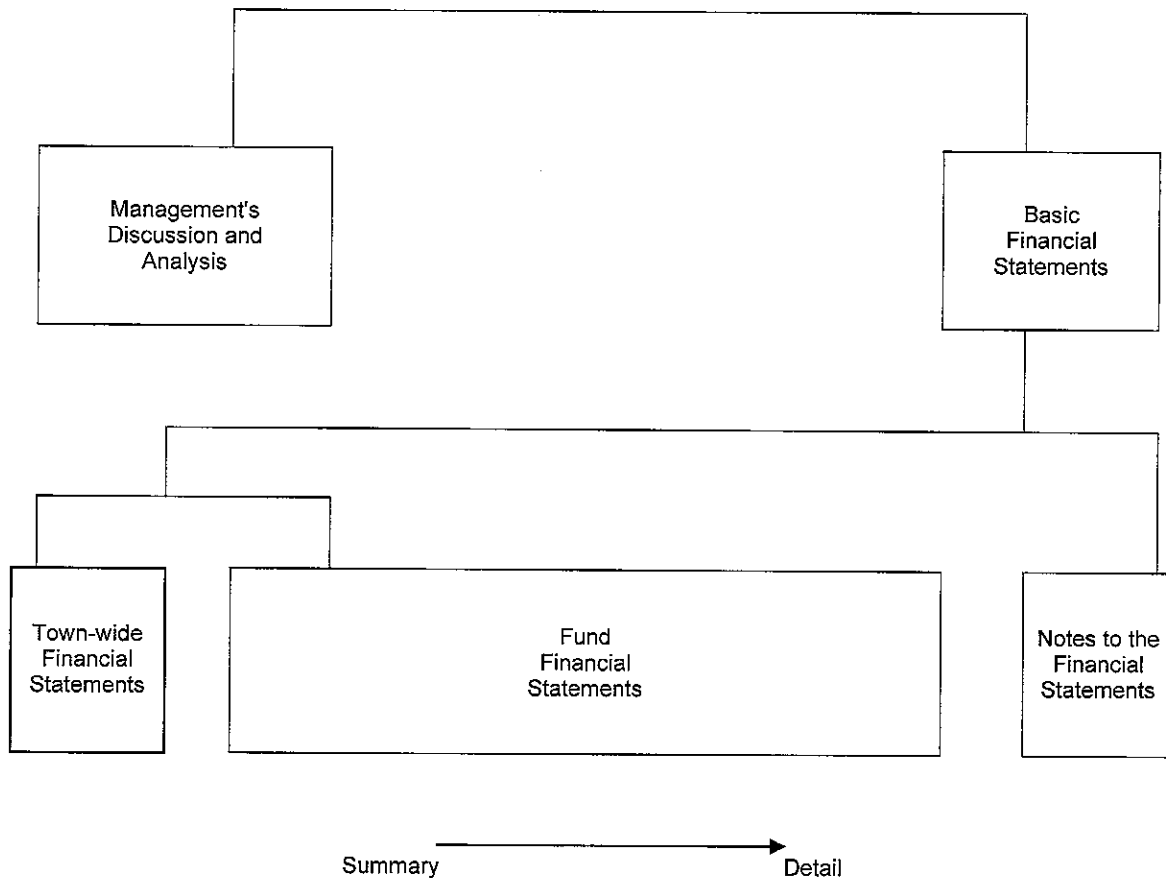 Management's
Discussion and
Analysis
Basic
Financial
Statements
Town-wide
Financial
Statements
Fund
Financial
Statements
Notes to the
Financial
Statements
Summary
Detail